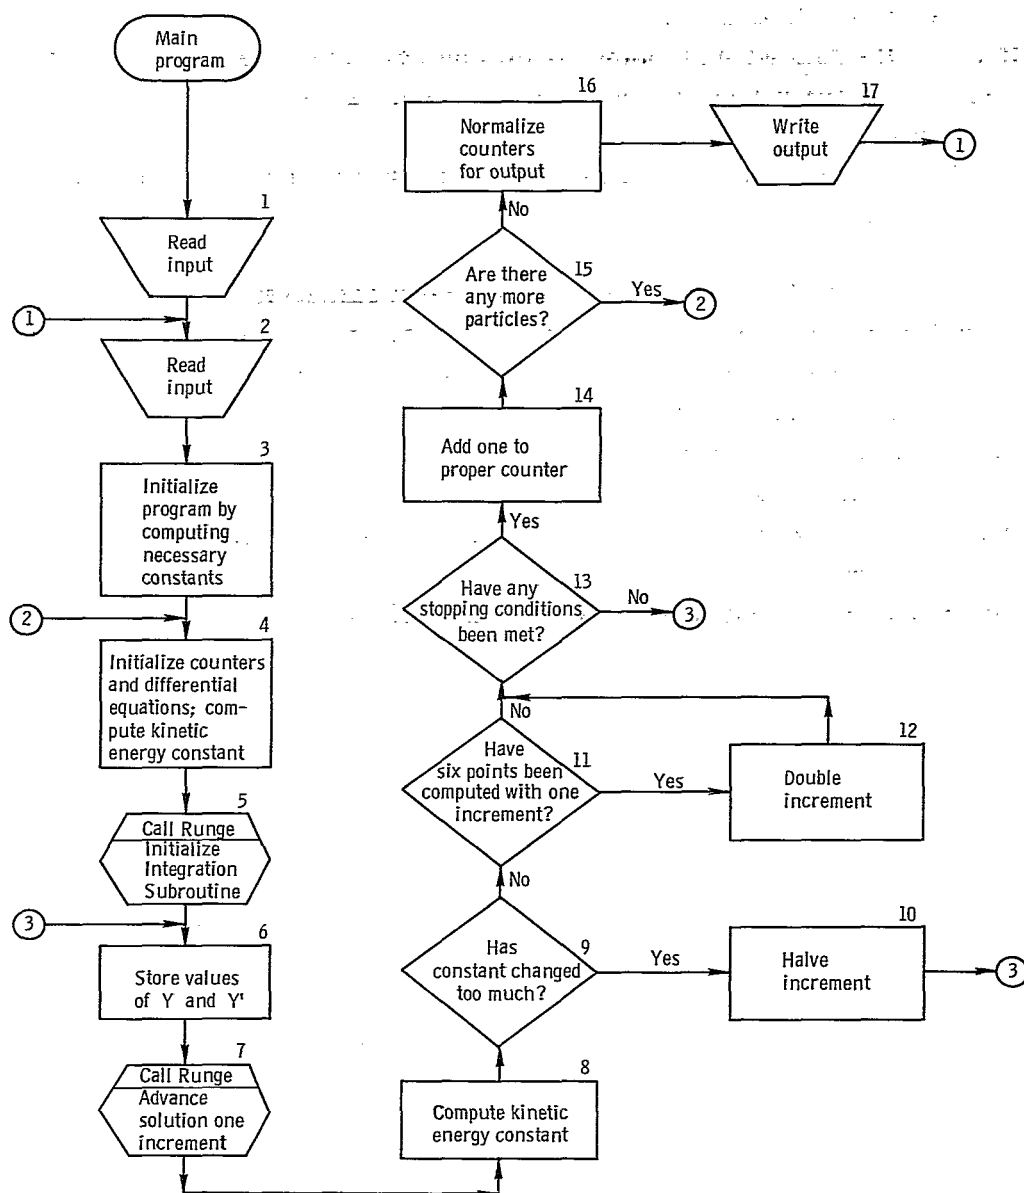 Main
program
1
Read
input
1
2
Read
input
3
Initialize
program by
computing
necessary
constants
2
4
Initialize counters
and differential
equations; com-
pute kinetic
energy constant
5
Call Runge
Initialize
Integration
Subroutine
3
6
Store values
of Y and Y'
7
Call Runge
Advance
solution one
increment
16
Normalize
counters
for output
17
Write
output
1
No
15
Are there
any more
particles?
Yes
2
14
Add one to
proper counter
Yes
13
Have any
stopping conditions
been met?
No
3
No
11
Have
six points been
computed with one
increment?
Yes
12
Double
increment
No
9
Has
constant changed
too much?
Yes
10
Halve
increment
3
8
Compute kinetic
energy constant